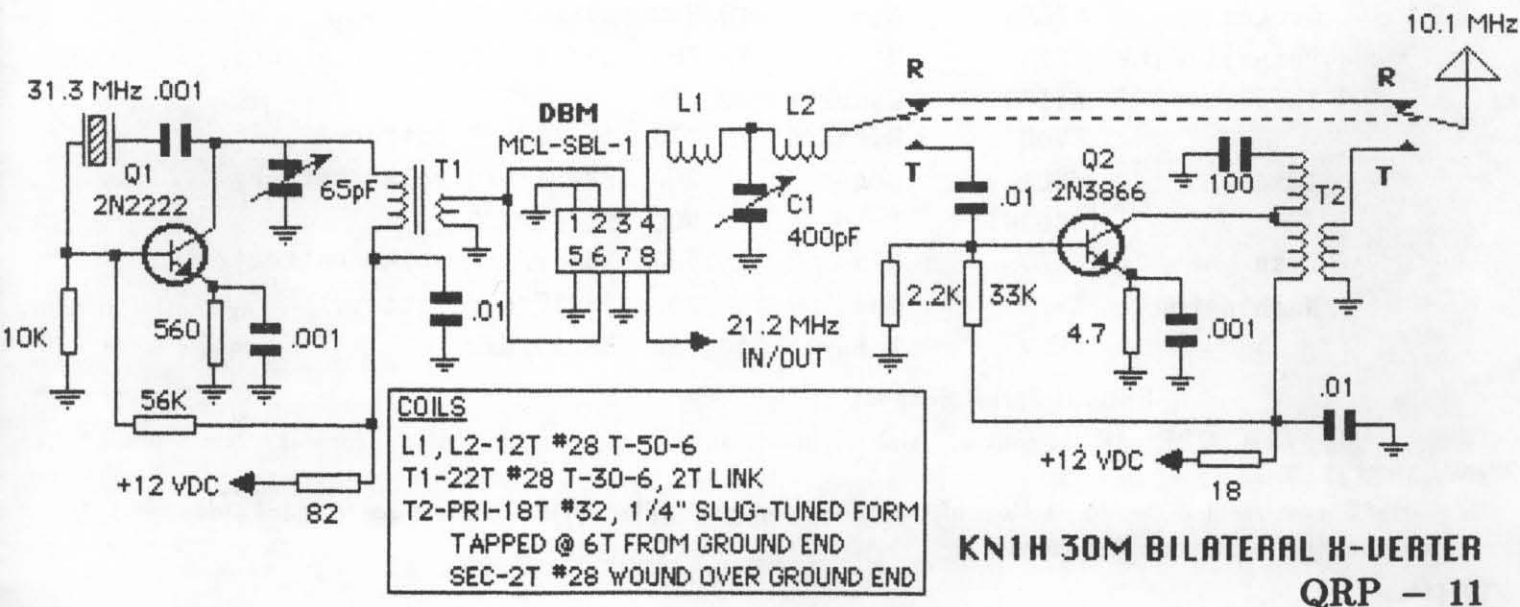 10.1 MHz
31.3 MHz .001
DBM
MCL-SBL-1
L1
L2
R
R
Q1
2N2222
65pF
T1
1 2 3 4
5 6 7 8
C1
400pF
T
.01
Q2
2N3866
100
T2
T
10K
560
.001
.01
21.2 MHz
IN/OUT
2.2K
33K
4.7
.001
56K
.01
+12 VDC
82
COILS
L1, L2-12T #28 T-50-6
T1-22T #28 T-30-6, 2T LINK
T2-PRI-18T #32, 1/4" SLUG-TUNED FORM
TAPPED @ 6T FROM GROUND END
SEC-2T #28 WOUND OVER GROUND END
+12 VDC
18
KN1H 30M BILATERAL X-VERTER
QRP – 11